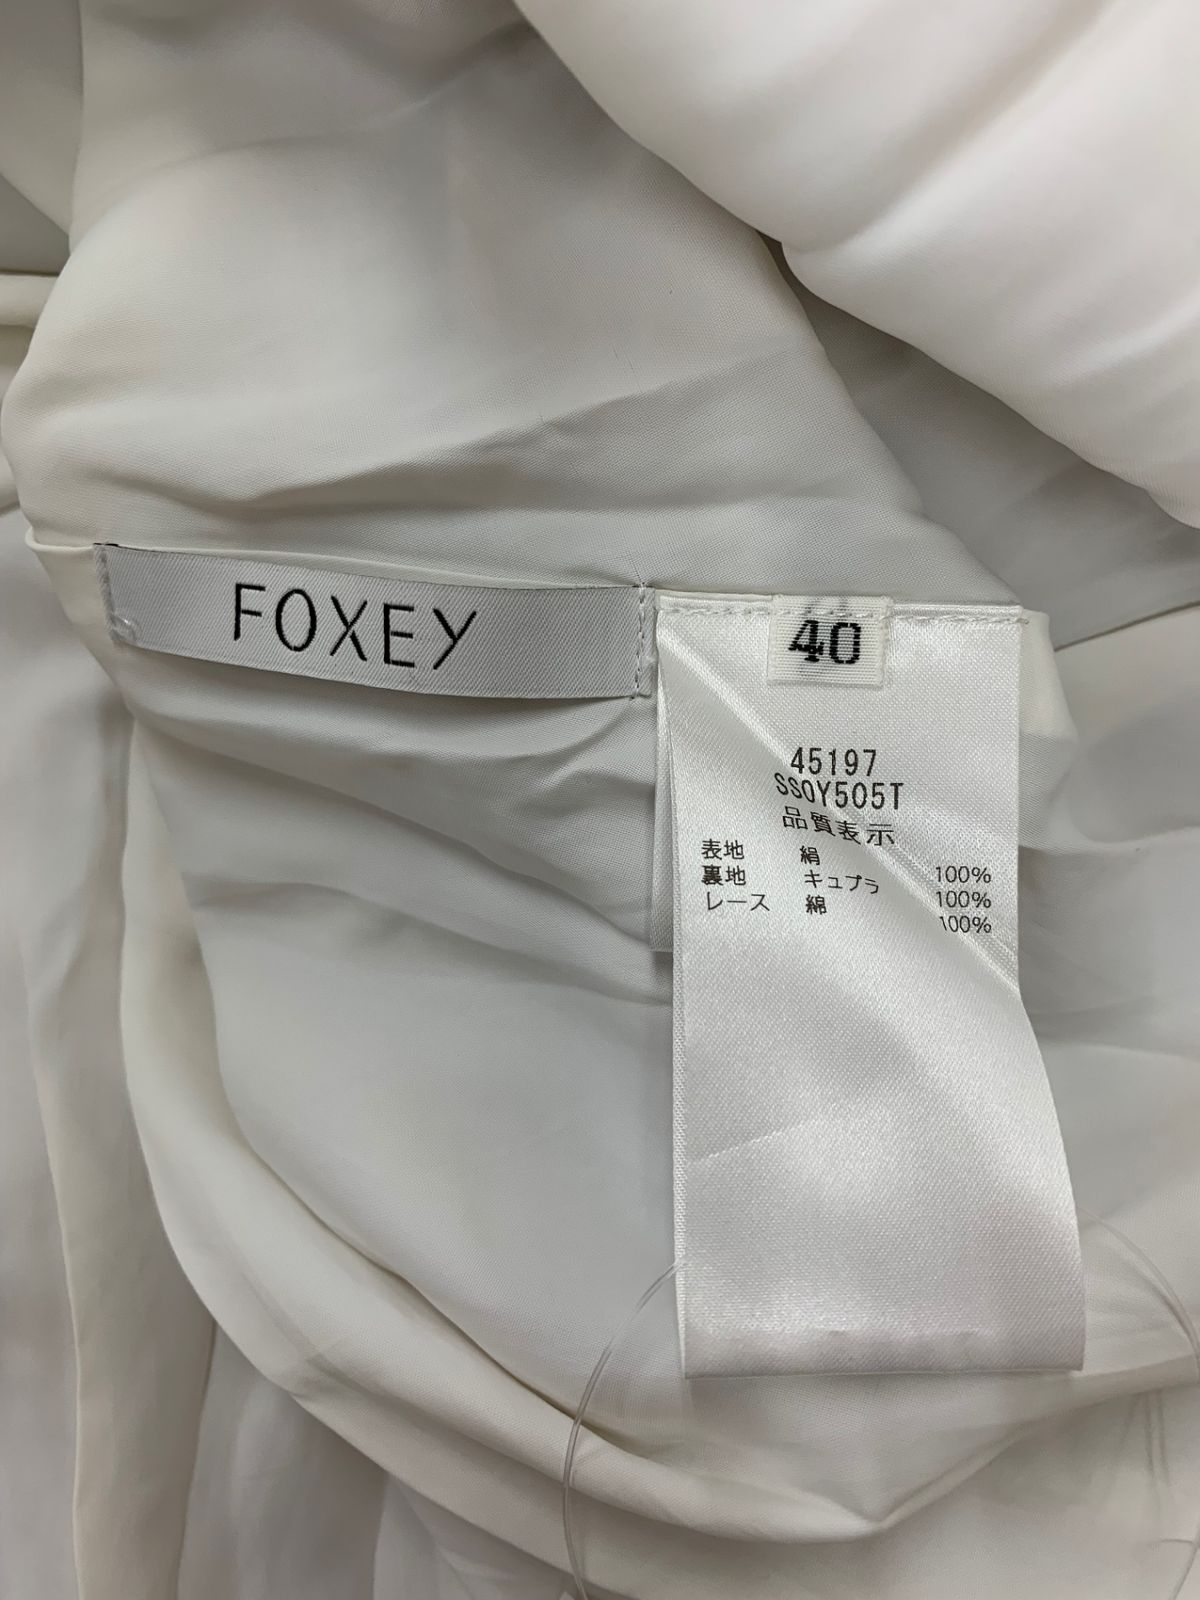 FOXEY
40
45197
SS0Y505T
品質表示
表地 絹 100%
裏地 キュプラ 100%
レース 綿 100%